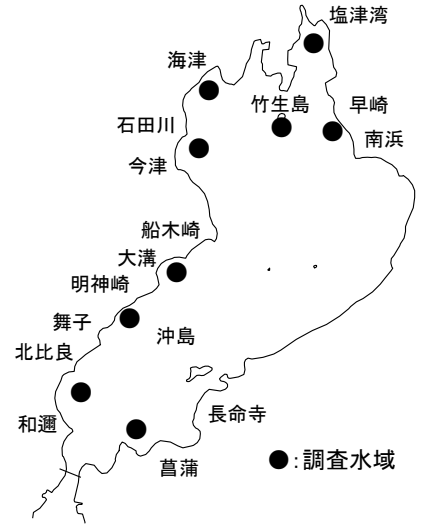 塩津湾
海津
竹生島
早崎
石田川
南浜
今津
船木崎
大溝
明神崎
舞子
沖島
北比良
和邇
長命寺
菖蒲
●:調査水域